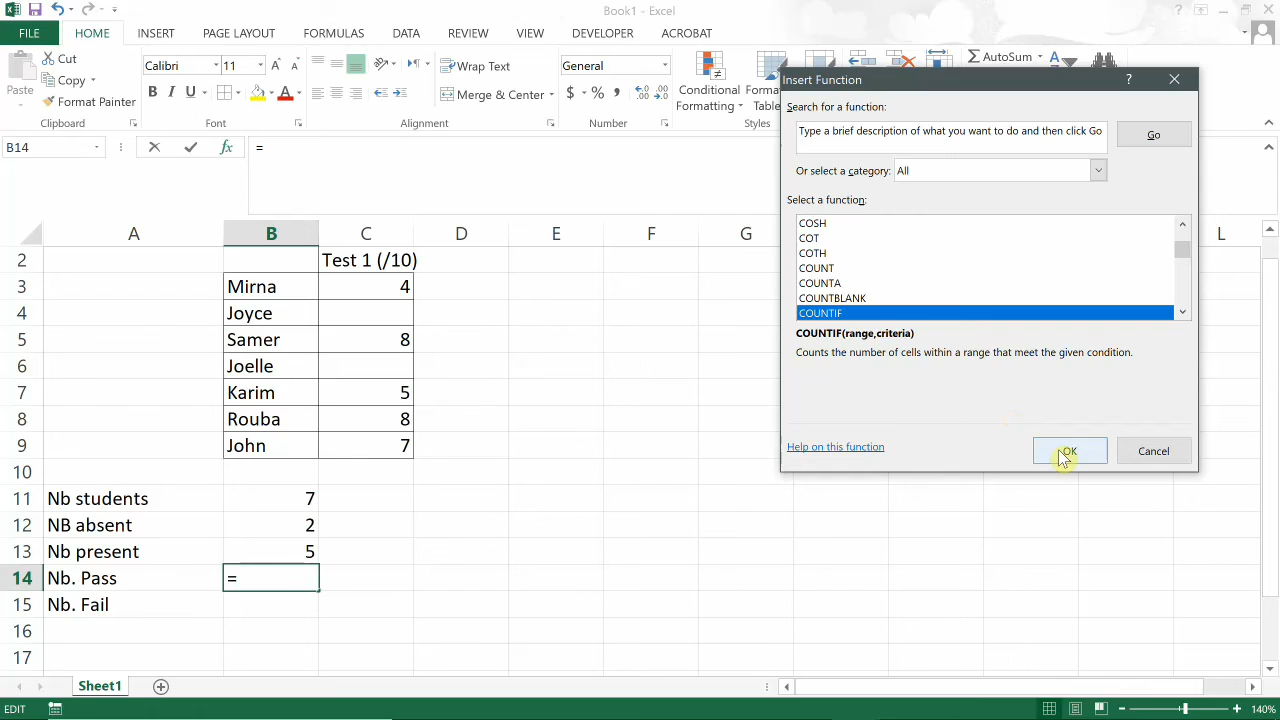 Book1 - Excel
FILE HOME INSERT PAGE LAYOUT FORMULAS DATA REVIEW VIEW DEVELOPER ACROBAT
Paste
Cut
Copy
Format Painter
Clipboard
Calibri 11
B I U A
Font
Wrap Text
Merge & Center
Alignment
General
$ % ,
Number
Conditional
Formatting
Styles
AutoSum
B14 fx =
Insert Function
Search for a function:
Type a brief description of what you want to do and then click Go
Go
Or select a category: All
Select a function:
COSH
COT
COTH
COUNT
COUNTA
COUNTBLANK
COUNTIF
COUNTIF(range,criteria)
Counts the number of cells within a range that meet the given condition.
Help on this function
OK Cancel
A B C D E F G L
2 Test 1 (/10)
3 Mirna 4
4 Joyce
5 Samer 8
6 Joelle
7 Karim 5
8 Rouba 8
9 John 7
10
11 Nb students 7
12 NB absent 2
13 Nb present 5
14 Nb. Pass =
15 Nb. Fail
16
17
Sheet1
EDIT 140%